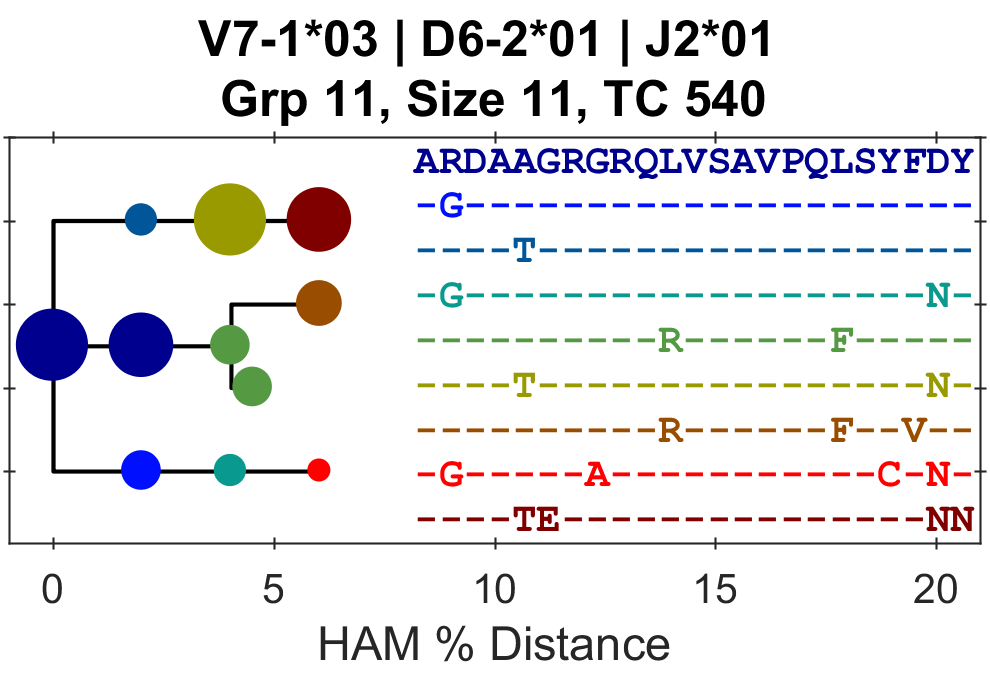 V7-1*03 | D6-2*01 | J2*01
Grp 11, Size 11, TC 540
ARDAAGRGRQLVSAVPQLSYFDY
-G---------------------
----T------------------
-G-------------------N-
----------R------F-----
----T----------------N-
----------R------F--V--
-G-----A-----------C-N-
----TE---------------NN
0 5 10 15 20
HAM % Distance